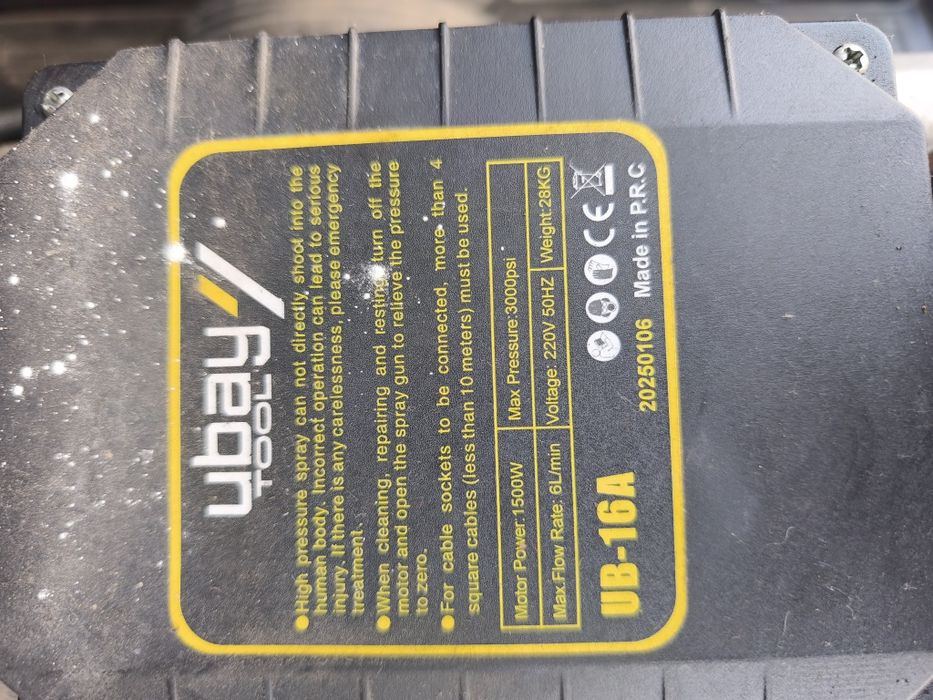 ubay
TOOL
●High pressure spray can not directly shoot into the
human body. Incorrect operation can lead to serious
injury. If there is any carelessness, please emergency
treatment.
●When cleaning, repairing and resting, turn off the
motor and open the spray gun to relieve the pressure
to zero.
●For cable sockets to be connected, more than 4
square cables (less than 10 meters) must be used.
Motor Power:1500W Max Pressure:3000psi
Max Flow Rate: 6L/min Voltage: 220V 50HZ Weight:28KG
UB-16A
CE
20250106 Made in P.R.C